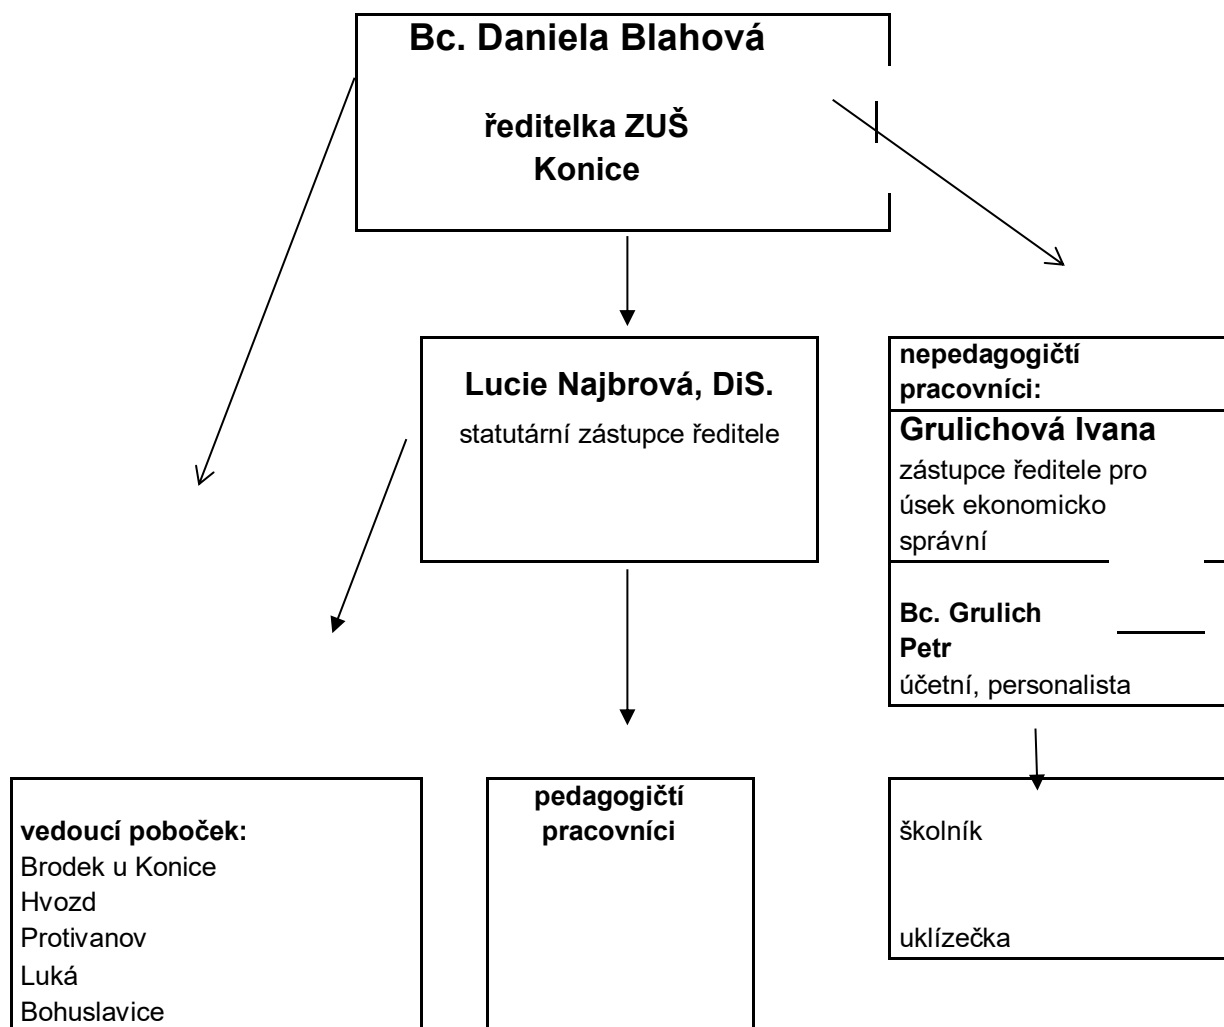 Bc. Daniela Blahová
ředitelka ZUŠ
Konice
Lucie Najbrová, DiS.
statutární zástupce ředitele
nepedagogičtí
pracovníci:
Grulichová Ivana
zástupce ředitele pro
úsek ekonomicko
správní
Bc. Grulich
Petr
účetní, personalista
vedoucí poboček:
Brodek u Konice
Hvozd
Protivanov
Luká
Bohuslavice
pedagogičtí
pracovníci
školník
uklízečka